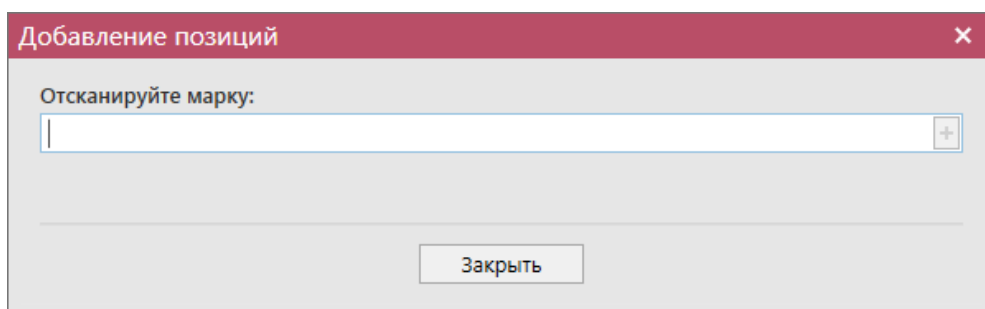 Добавление позиций
Отсканируйте марку:
Закрыть